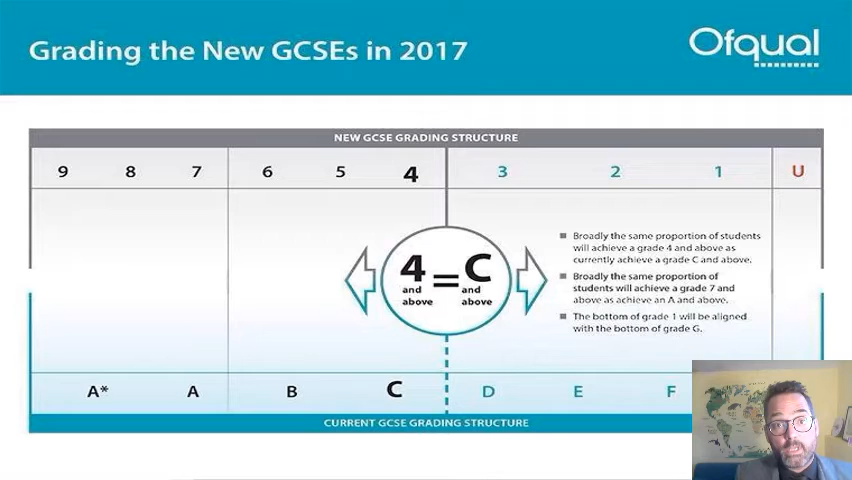 Grading the New GCSEs in 2017
Ofqual
NEW GCSE GRADING STRUCTURE
9 8 7 6 5 4 3 2 1 U
4 = C
and above and above
Broadly the same proportion of students
will achieve a grade 4 and above as
currently achieve a grade C and above.
Broadly the same proportion of
students will achieve a grade 7 and
above as achieve an A and above.
The bottom of grade 1 will be aligned
with the bottom of grade G.
A* A B C D E F
CURRENT GCSE GRADING STRUCTURE